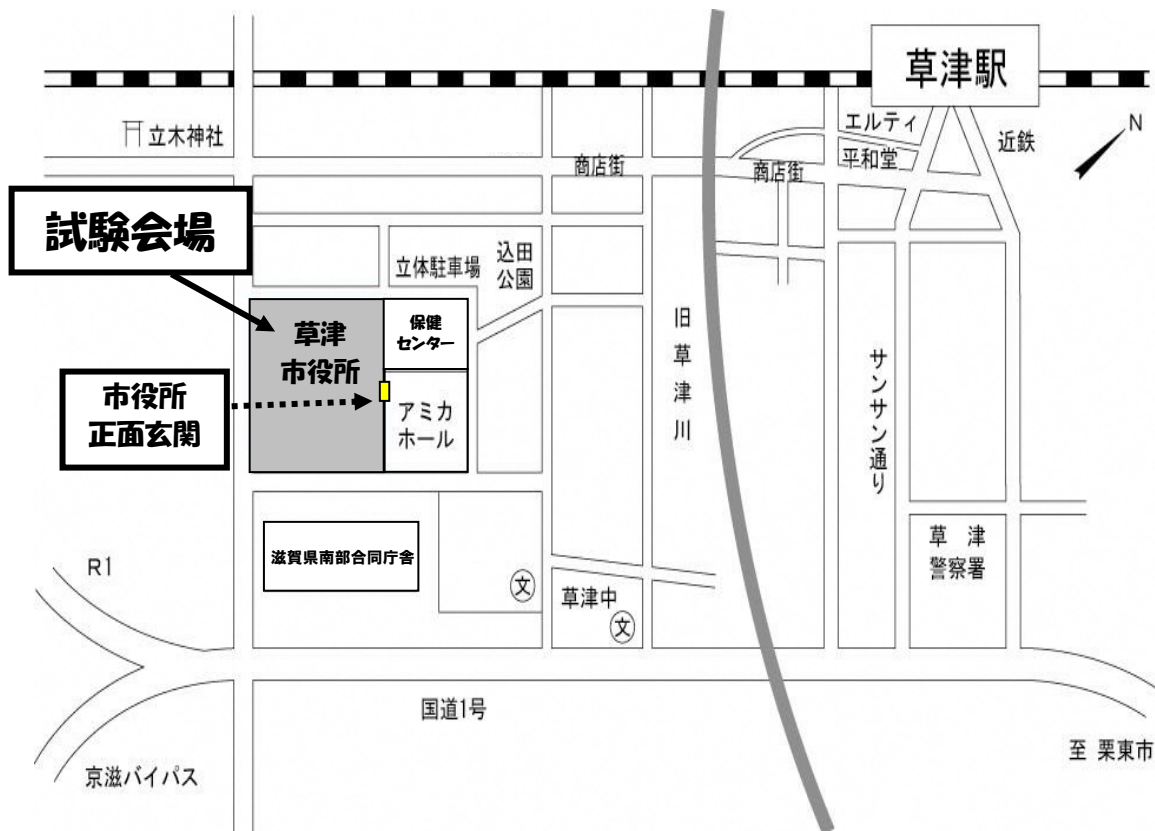 草津駅
エルティ
平和堂
近鉄
N
立木神社
商店街
商店街
試験会場
立体駐車場
込田
公園
草津
市役所
保健
センター
旧草津川
市役所
正面玄関
アミカ
ホール
サンサン通り
滋賀県南部合同庁舎
R1
文
草津中
文
草津
警察署
国道1号
京滋バイパス
至 栗東市